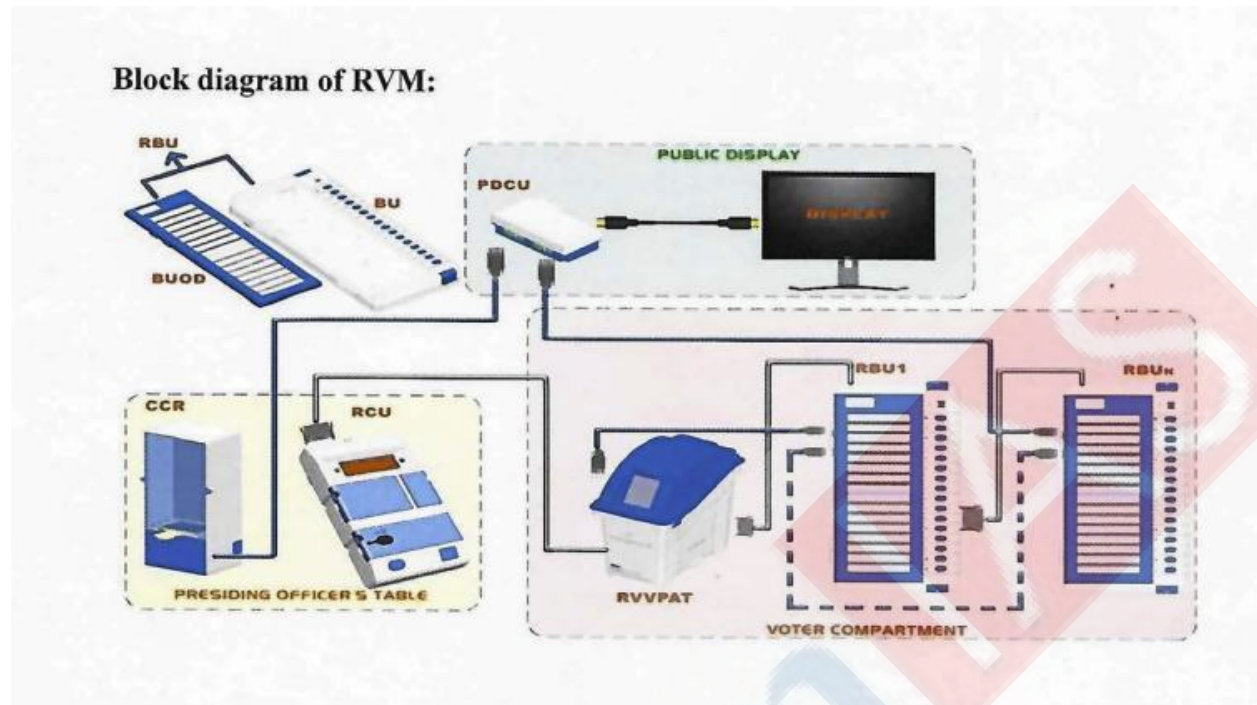 Block diagram of RVM:
RBU
BU
BUOD
PUBLIC DISPLAY
PDCU
DISPLAY
CCR
RCU
PRESIDING OFFICER'S TABLE
RBU1
RBUN
RVVPAT
VOTER COMPARTMENT